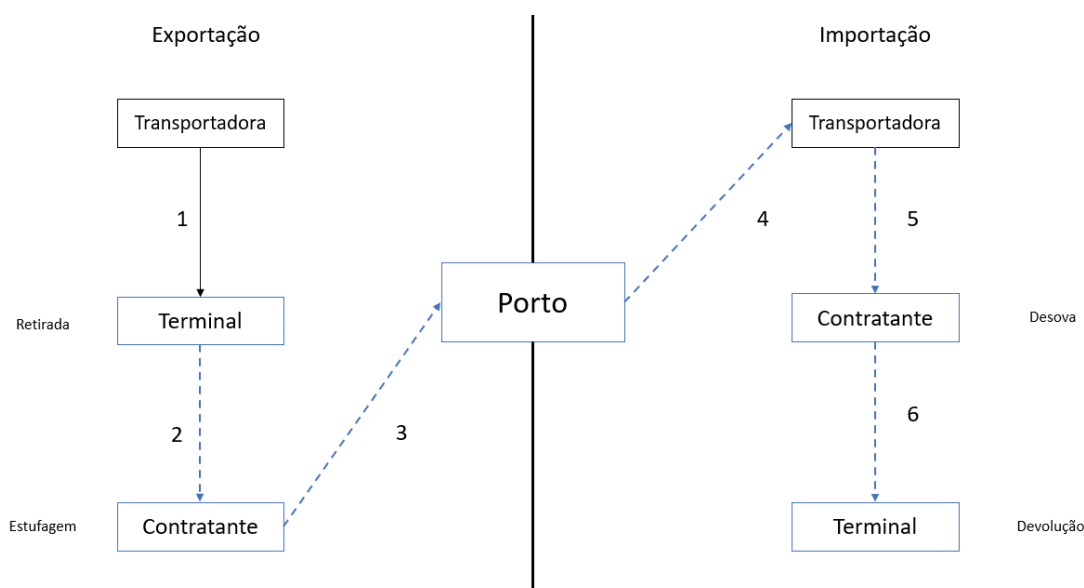 Exportação
Importação
Transportadora
Transportadora
1
4
5
Porto
Retirada
Terminal
Contratante
Desova
2
3
6
Estufagem
Contratante
Terminal
Devolução